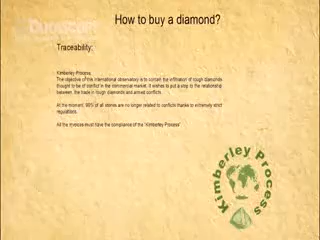 How to buy a diamond?
Traceability:
Kimberley Process
The objective of this international observatory is to contain the infiltration of rough diamonds
thought to be of conflict in the commercial market. It wishes to put a stop to the relationship
between the trade in rough diamonds and armed conflicts.
At the moment, 99% of all stones are no longer related to conflicts thanks to extremely strict
regulations.
All the invoices must have the compliance of the "Kimberley Process"
Kimberley Process